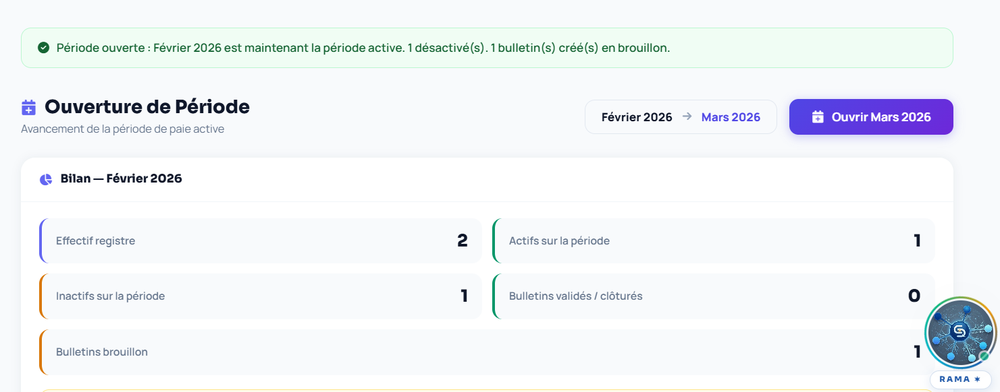 Période ouverte : Février 2026 est maintenant la période active. 1 désactivé(s). 1 bulletin(s) créé(s) en brouillon.
Ouverture de Période
Avancement de la période de paie active
Février 2026 → Mars 2026
Ouvrir Mars 2026
Bilan — Février 2026
Effectif registre 2
Actifs sur la période 1
Inactifs sur la période 1
Bulletins validés / clôturés 0
Bulletins brouillon 1
RAMA ✶